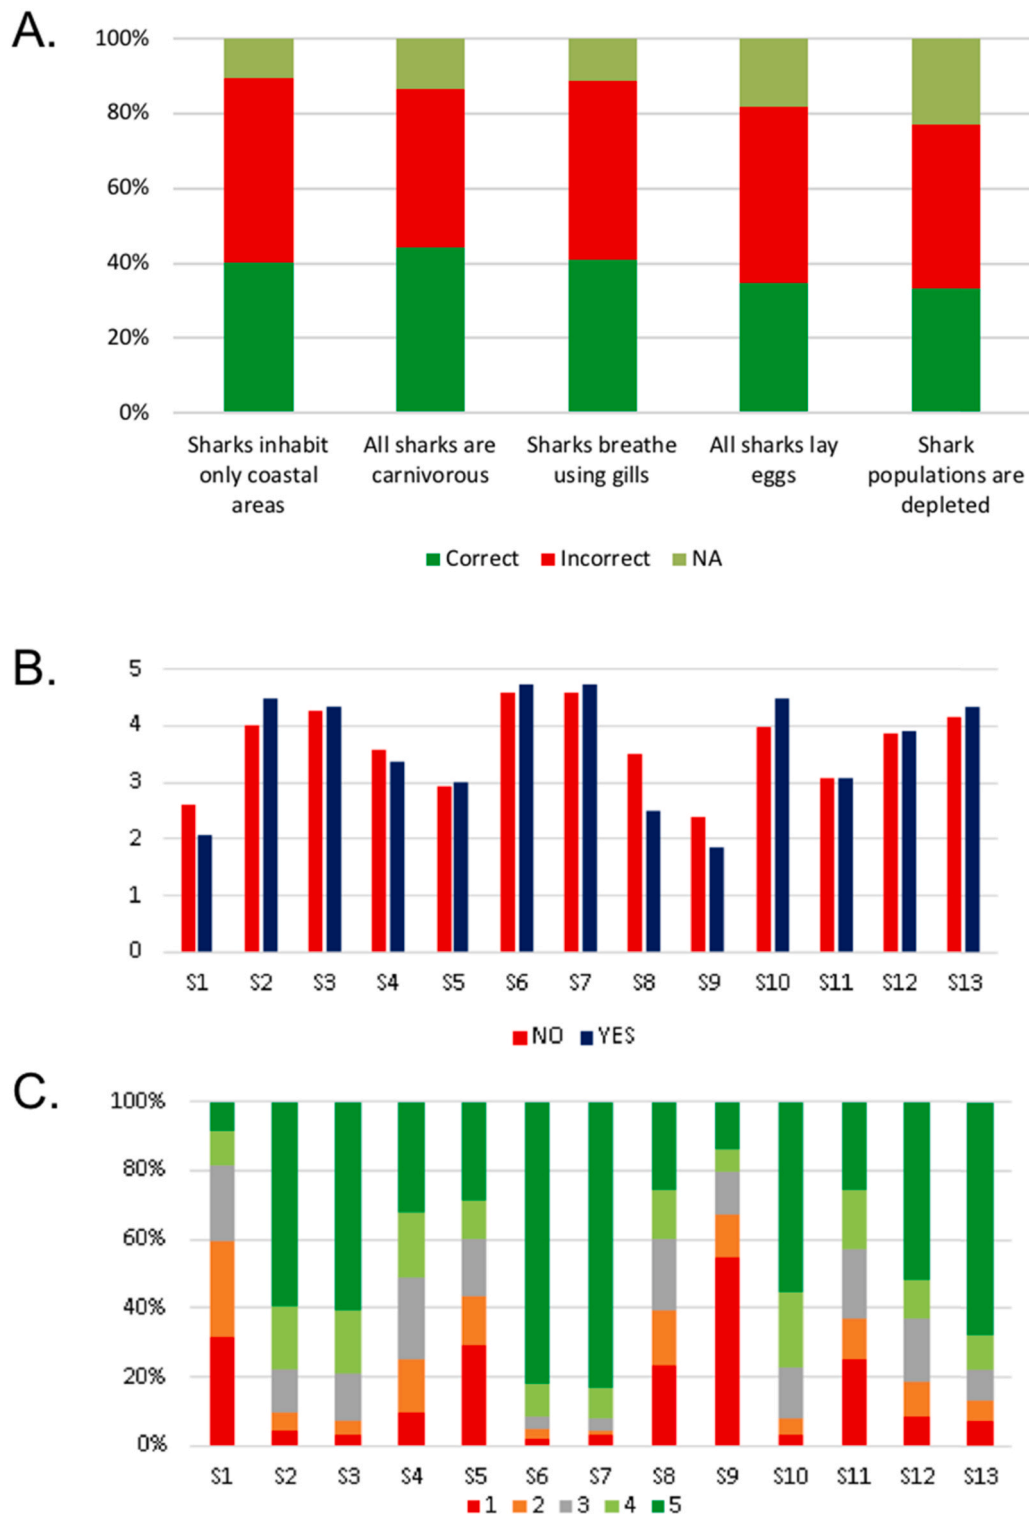 A.
100%
80%
60%
40%
20%
0%
Sharks inhabit only coastal areas
All sharks are carnivorous
Sharks breathe using gills
All sharks lay eggs
Shark populations are depleted
Correct Incorrect NA
B.
5
4
3
2
1
0
S1 S2 S3 S4 S5 S6 S7 S8 S9 S10 S11 S12 S13
NO YES
C.
100%
80%
60%
40%
20%
0%
S1 S2 S3 S4 S5 S6 S7 S8 S9 S10 S11 S12 S13
1 2 3 4 5